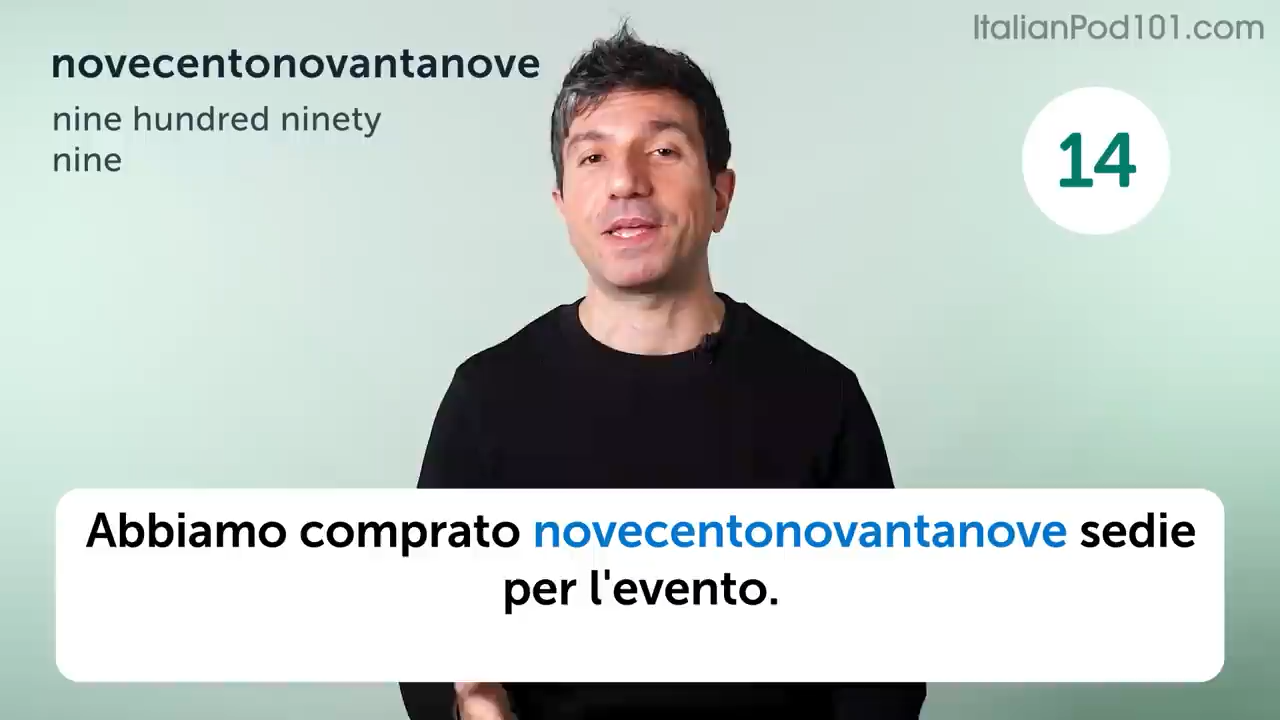 ItalianPod101.com
novecentonovantanove
nine hundred ninety
nine
14
Abbiamo comprato novecentonovantanove sedie
per l'evento.